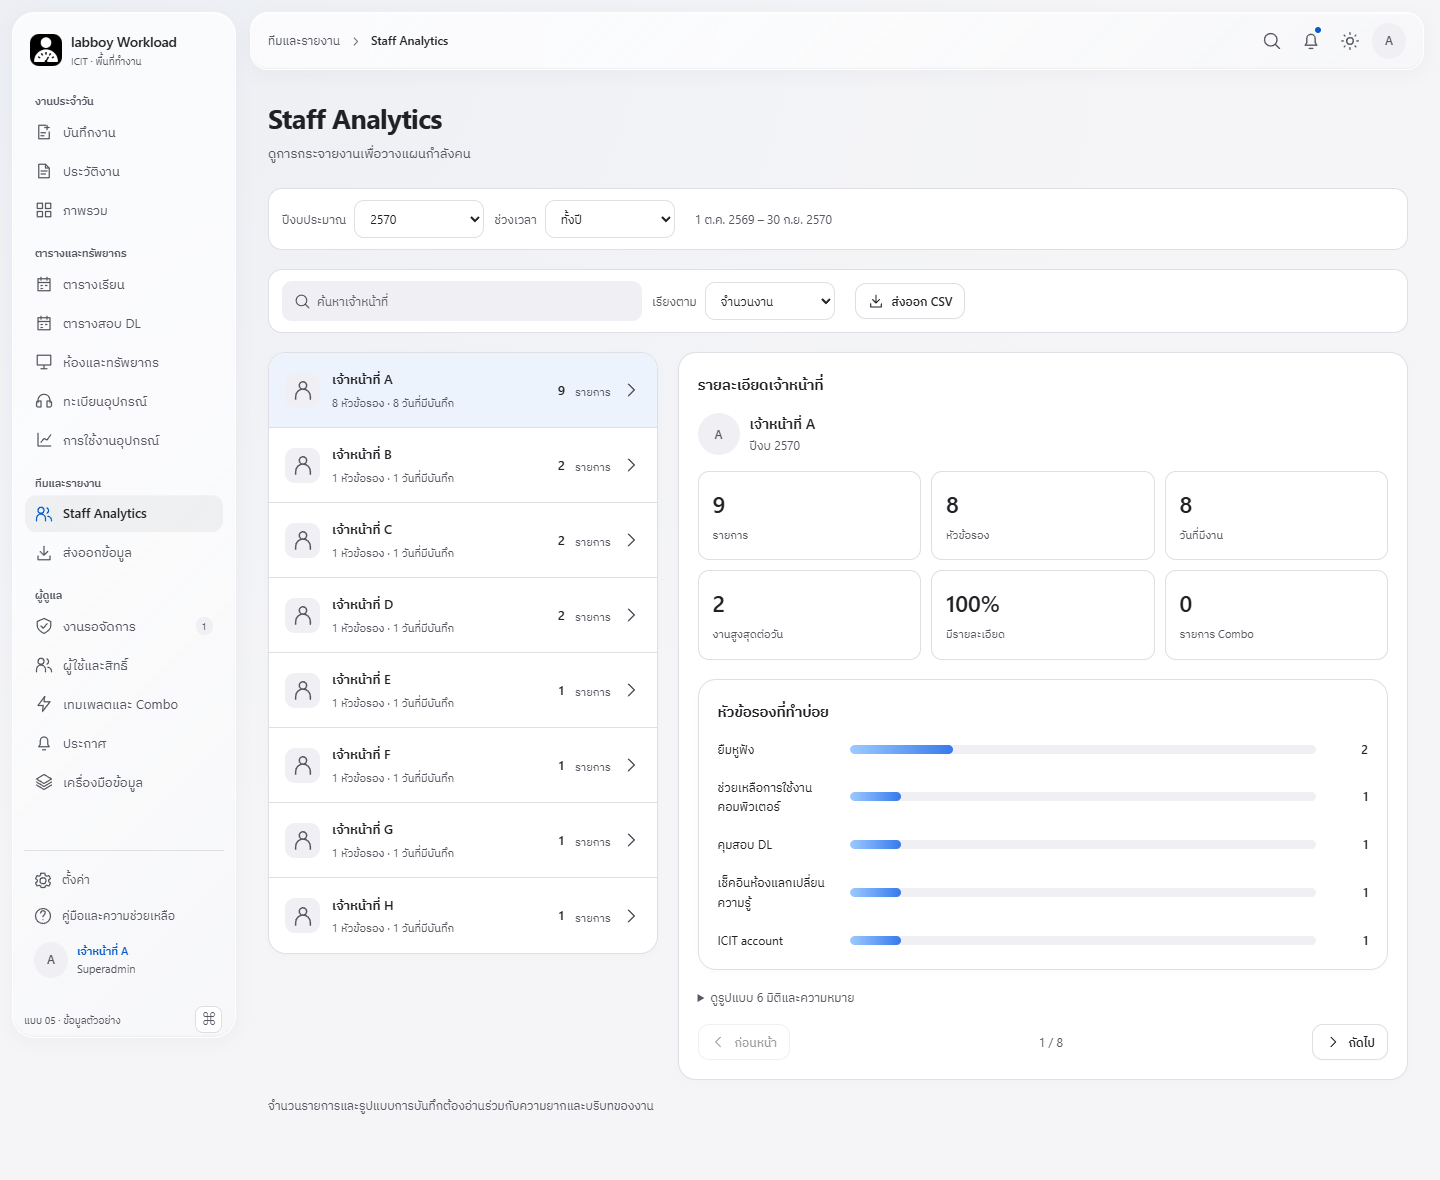 labboy Workload
ICIT · พื้นที่ทำงาน
งานประจำวัน
บันทึกงาน
ประวัติงาน
ภาพรวม
ตารางและทรัพยากร
ตารางเรียน
ตารางสอบ DL
ห้องและทรัพยากร
ทะเบียนอุปกรณ์
การใช้งานอุปกรณ์
ทีมและรายงาน
Staff Analytics
ส่งออกข้อมูล
ผู้ดูแล
งานรอจัดการ 1
ผู้ใช้และสิทธิ์
เทมเพลตและ Combo
ประกาศ
เครื่องมือข้อมูล
ตั้งค่า
คู่มือและความช่วยเหลือ
A
เจ้าหน้าที่ A
Superadmin
แบบ 05 · ข้อมูลตัวอย่าง ⌘
ทีมและรายงาน > Staff Analytics
A
Staff Analytics
ดูการกระจายงานเพื่อวางแผนกำลังคน
ปีงบประมาณ 2570 ช่วงเวลา ทั้งปี 1 ต.ค. 2569 – 30 ก.ย. 2570
ค้นหาเจ้าหน้าที่ เรียงตาม จำนวนงาน ส่งออก CSV
เจ้าหน้าที่ A
8 หัวข้อรอง · 8 วันที่มีบันทึก
9 รายการ
เจ้าหน้าที่ B
1 หัวข้อรอง · 1 วันที่มีบันทึก
2 รายการ
เจ้าหน้าที่ C
1 หัวข้อรอง · 1 วันที่มีบันทึก
2 รายการ
เจ้าหน้าที่ D
1 หัวข้อรอง · 1 วันที่มีบันทึก
2 รายการ
เจ้าหน้าที่ E
1 หัวข้อรอง · 1 วันที่มีบันทึก
1 รายการ
เจ้าหน้าที่ F
1 หัวข้อรอง · 1 วันที่มีบันทึก
1 รายการ
เจ้าหน้าที่ G
1 หัวข้อรอง · 1 วันที่มีบันทึก
1 รายการ
เจ้าหน้าที่ H
1 หัวข้อรอง · 1 วันที่มีบันทึก
1 รายการ
รายละเอียดเจ้าหน้าที่
A
เจ้าหน้าที่ A
ปีงบ 2570
9
รายการ
8
หัวข้อรอง
8
วันที่มีงาน
2
งานสูงสุดต่อวัน
100%
มีรายละเอียด
0
รายการ Combo
หัวข้อรองที่ทำบ่อย
ยืมหูฟัง 2
ช่วยเหลือการใช้งาน
คอมพิวเตอร์ 1
คุมสอบ DL 1
เช็คอินห้องแลกเปลี่ยน
ความรู้ 1
ICIT account 1
ดูรูปแบบ 6 มิติและความหมาย
ก่อนหน้า 1 / 8 ถัดไป
จำนวนรายการและรูปแบบการบันทึกต้องอ่านร่วมกับความยากและบริบทของงาน